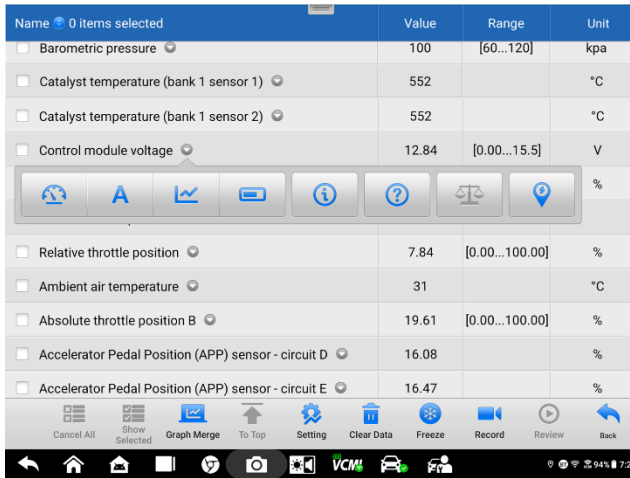 Name 0 items selected Value Range Unit
Barometric pressure 100 [60...120] kpa
Catalyst temperature (bank 1 sensor 1) 552 °C
Catalyst temperature (bank 1 sensor 2) 552 °C
Control module voltage 12.84 [0.00...15.5] V
%
A
Relative throttle position 7.84 [0.00...100.00] %
Ambient air temperature 31 °C
Absolute throttle position B 19.61 [0.00...100.00] %
Accelerator Pedal Position (APP) sensor - circuit D 16.08 %
Accelerator Pedal Position (APP) sensor - circuit E 16.47 %
Cancel All Show Selected Graph Merge To Top Setting Clear Data Freeze Record Review Back
VCMI 94% 7:2